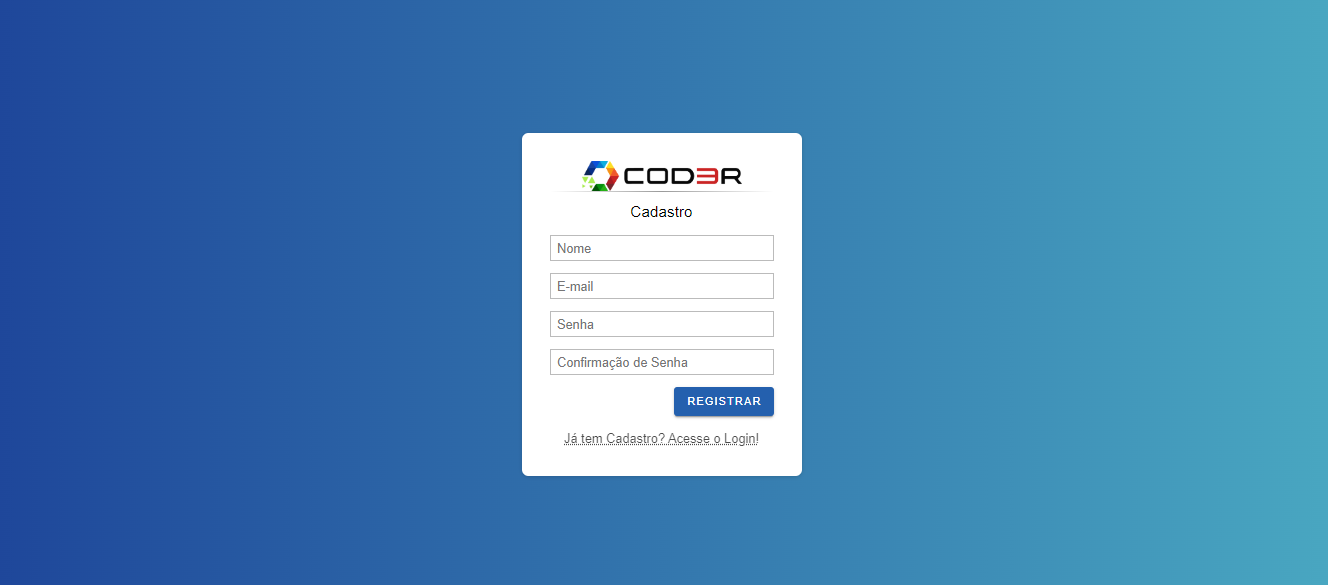 COD3R
Cadastro
Nome
E-mail
Senha
Confirmação de Senha
REGISTRAR
Já tem Cadastro? Acesse o Login!